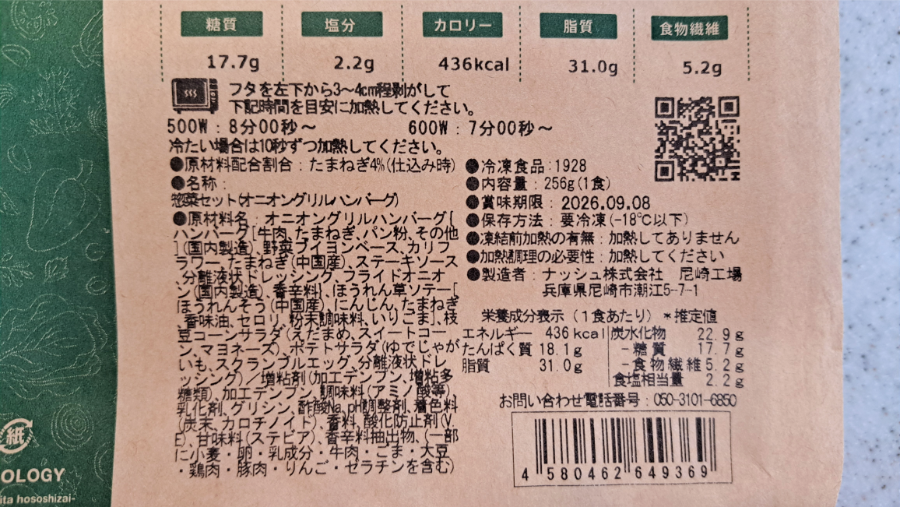 糖質 塩分 カロリー 脂質 食物繊維
17.7g 2.2g 436kcal 31.0g 5.2g
フタを左下から3〜4cm程剝がして
下記時間を目安に加熱してください。
500W：8分00秒〜 600W：7分00秒〜
冷たい場合は10秒ずつ加熱してください。
●原材料配合割合：たまねぎ4%(仕込み時)
●名称：
惣菜セット(オニオングリルハンバーグ)
●原材料名：オニオングリルハンバーグ[
ハンバーグ[牛肉、たまねぎ、パン粉、その他
](国内製造)、野菜ブイヨンベース、カリフ
ラワー、たまねぎ(中国産)、ステーキソース
、分離液状ドレッシング、フライドオニオ
ン(国内製造)、香辛料]、ほうれん草ソテー[
ほうれんそう(中国産)、にんじん、たまねぎ
、香味油、セロリ、粉末調味料、いりごま]、枝
豆コーンサラダ(えだまめ、スイートコー
ン、マヨネーズ)、ポテトサラダ(ゆでじゃが
いも、スクランブルエッグ、分離液状ドレ
ッシング)／増粘剤(加工デンプン、増粘多
糖類)、加工デンプン、調味料(アミノ酸等)、
乳化剤、グリシン、酢酸Na、pH調整剤、着色料
(炭末、カロチノイド)、香料、酸化防止剤(V.
E)、甘味料(ステビア)、香辛料抽出物、(一部
に小麦・卵・乳成分・牛肉・ごま・大豆
・鶏肉・豚肉・りんご・ゼラチンを含む)
●冷凍食品：1928
●内容量：256g(1食)
●賞味期限：2026.09.08
●保存方法：要冷凍(-18℃以下)
●凍結前加熱の有無：加熱してありません
●加熱調理の必要性：加熱してください
●製造者：ナッシュ株式会社 尼崎工場
兵庫県尼崎市潮江5-7-1
栄養成分表示（1食あたり）＊推定値
エネルギー 436 kcal 炭水化物 22.9 g
たんぱく質 18.1 g -糖質 17.7 g
脂質 31.0 g -食物繊維 5.2 g
食塩相当量 2.2 g
お問い合わせ電話番号：050-3101-6850
4 580462 649369
紙
OLOGY
ita hososhizai-